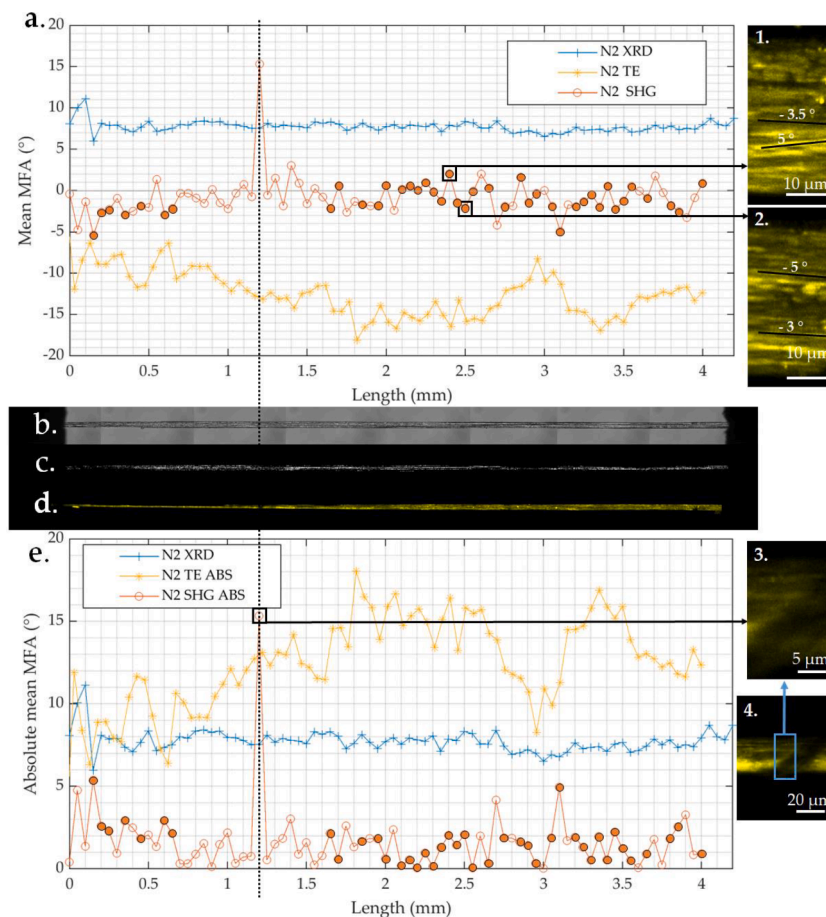 a.
20
15
10
5
0
-5
-10
-15
-20
Mean MFA (°)
N2 XRD
N2 TE
N2 SHG
0
0.5
1
1.5
2
2.5
3
3.5
4
Length (mm)
1.
- 3.5 °
5 °
10 μm
2.
- 5 °
- 3 °
10 μm
b.
c.
d.
e.
20
15
10
5
0
Absolute mean MFA (°)
N2 XRD
N2 TE ABS
N2 SHG ABS
0
0.5
1
1.5
2
2.5
3
3.5
4
Length (mm)
3.
5 μm
4.
20 μm